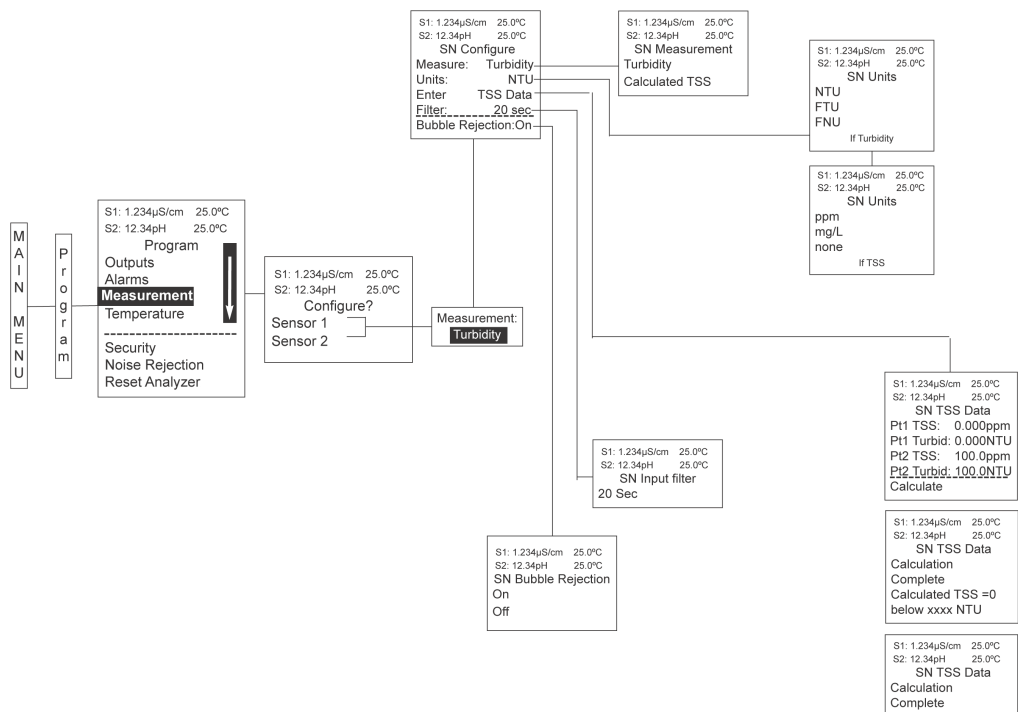 MAIN MENU
Program
S1: 1.234µS/cm 25.0ºC
S2: 12.34pH 25.0ºC
Program
Outputs
Alarms
Measurement
Temperature
Security
Noise Rejection
Reset Analyzer
S1: 1.234µS/cm 25.0ºC
S2: 12.34pH 25.0ºC
Configure?
Sensor 1
Sensor 2
Measurement:
Turbidity
S1: 1.234µS/cm 25.0ºC
S2: 12.34pH 25.0ºC
SN Configure
Measure: Turbidity
Units: NTU
Enter TSS Data
Filter: 20 sec
Bubble Rejection:On
S1: 1.234µS/cm 25.0ºC
S2: 12.34pH 25.0ºC
SN Measurement
Turbidity
Calculated TSS
S1: 1.234µS/cm 25.0ºC
S2: 12.34pH 25.0ºC
SN Units
NTU
FTU
FNU
If Turbidity
S1: 1.234µS/cm 25.0ºC
S2: 12.34pH 25.0ºC
SN Units
ppm
mg/L
none
If TSS
S1: 1.234µS/cm 25.0ºC
S2: 12.34pH 25.0ºC
SN TSS Data
Pt1 TSS: 0.000ppm
Pt1 Turbid: 0.000NTU
Pt2 TSS: 100.0ppm
Pt2 Turbid: 100.0NTU
Calculate
S1: 1.234µS/cm 25.0ºC
S2: 12.34pH 25.0ºC
SN Input filter
20 Sec
S1: 1.234µS/cm 25.0ºC
S2: 12.34pH 25.0ºC
SN Bubble Rejection
On
Off
S1: 1.234µS/cm 25.0ºC
S2: 12.34pH 25.0ºC
SN TSS Data
Calculation
Complete
Calculated TSS =0
below xxxx NTU
S1: 1.234µS/cm 25.0ºC
S2: 12.34pH 25.0ºC
SN TSS Data
Calculation
Complete